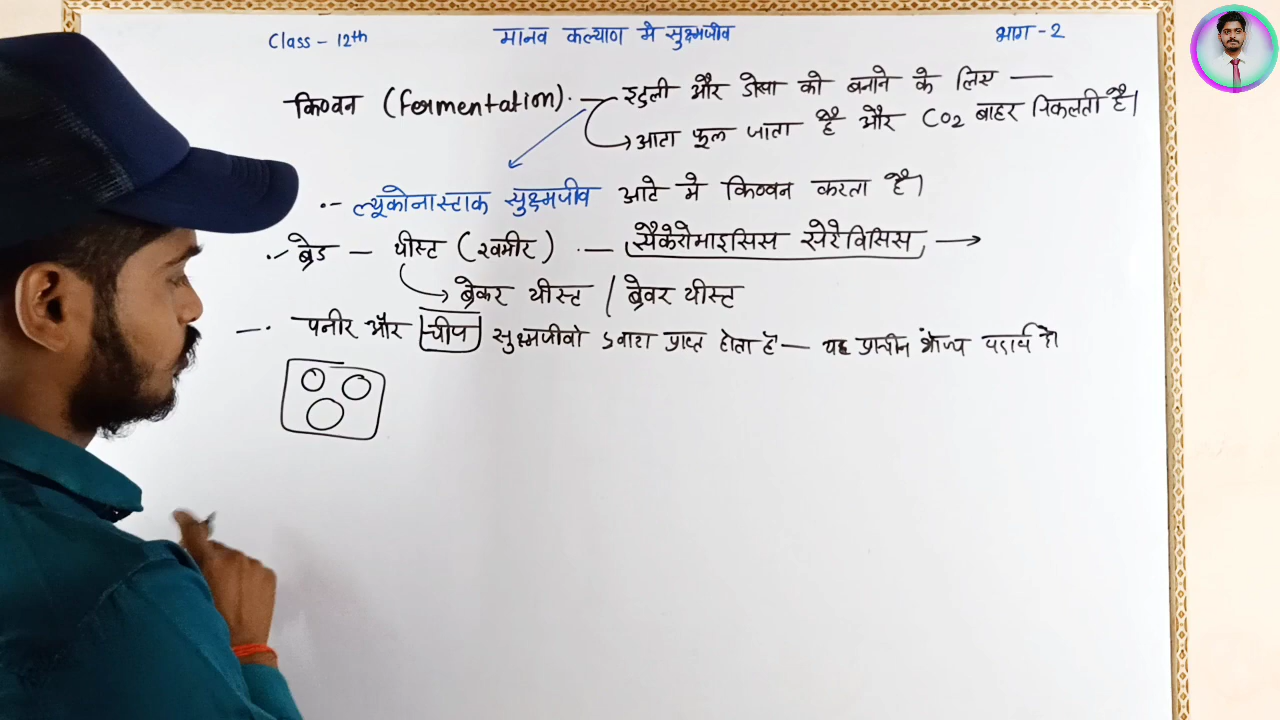 Class - 12th मानव कल्याण मे सुक्ष्मजीव भाग - 2
किण्वन (Fermentation). — इडली और डोसा को बनाने के लिए —
→ आटा फूल जाता है और CO2 बाहर निकलती है।
.- ल्यूकोनास्टाक सुक्ष्मजीव आटे मे किण्वन करता है।
.- ब्रेड — यीस्ट (खमीर) .— सैकेरोमाइसिस सेरेविसिस →
→ ब्रेकर यीस्ट / ब्रेवर यीस्ट
—. पनीर और चीज सुक्ष्मजीवो द्वारा प्राप्त होता है — यह प्राचीन भोज्य पदार्थ है।